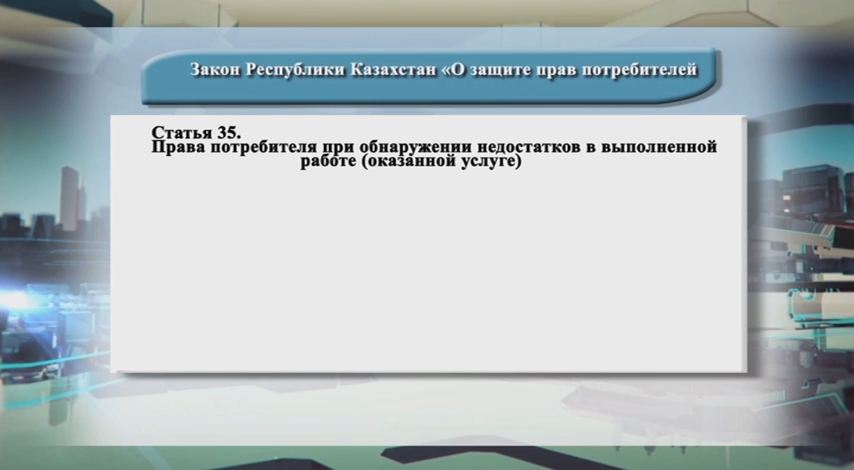 Закон Республики Казахстан «О защите прав потребителей
Статья 35.
Права потребителя при обнаружении недостатков в выполненной
работе (оказанной услуге)